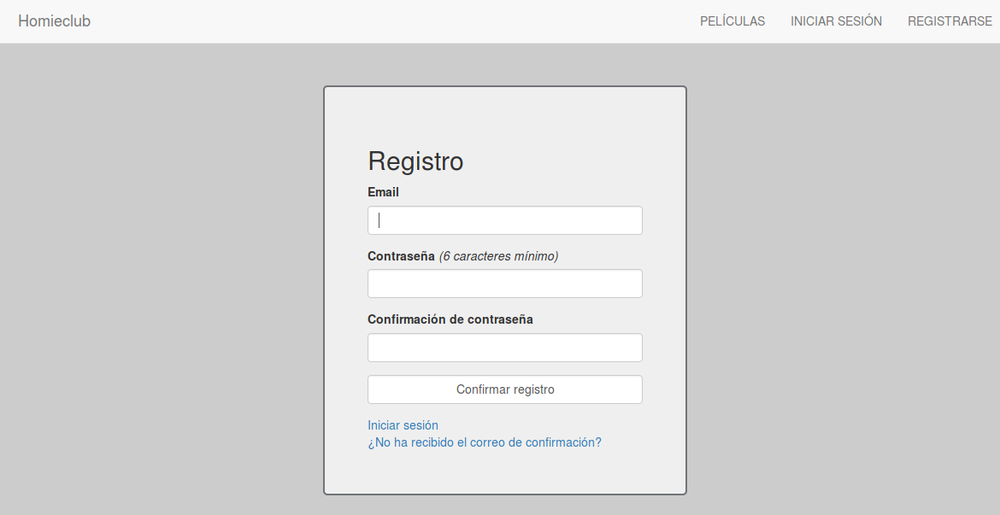 Homieclub PELÍCULAS INICIAR SESIÓN REGISTRARSE
Registro
Email
Contraseña (6 caracteres mínimo)
Confirmación de contraseña
Confirmar registro
Iniciar sesión
¿No ha recibido el correo de confirmación?